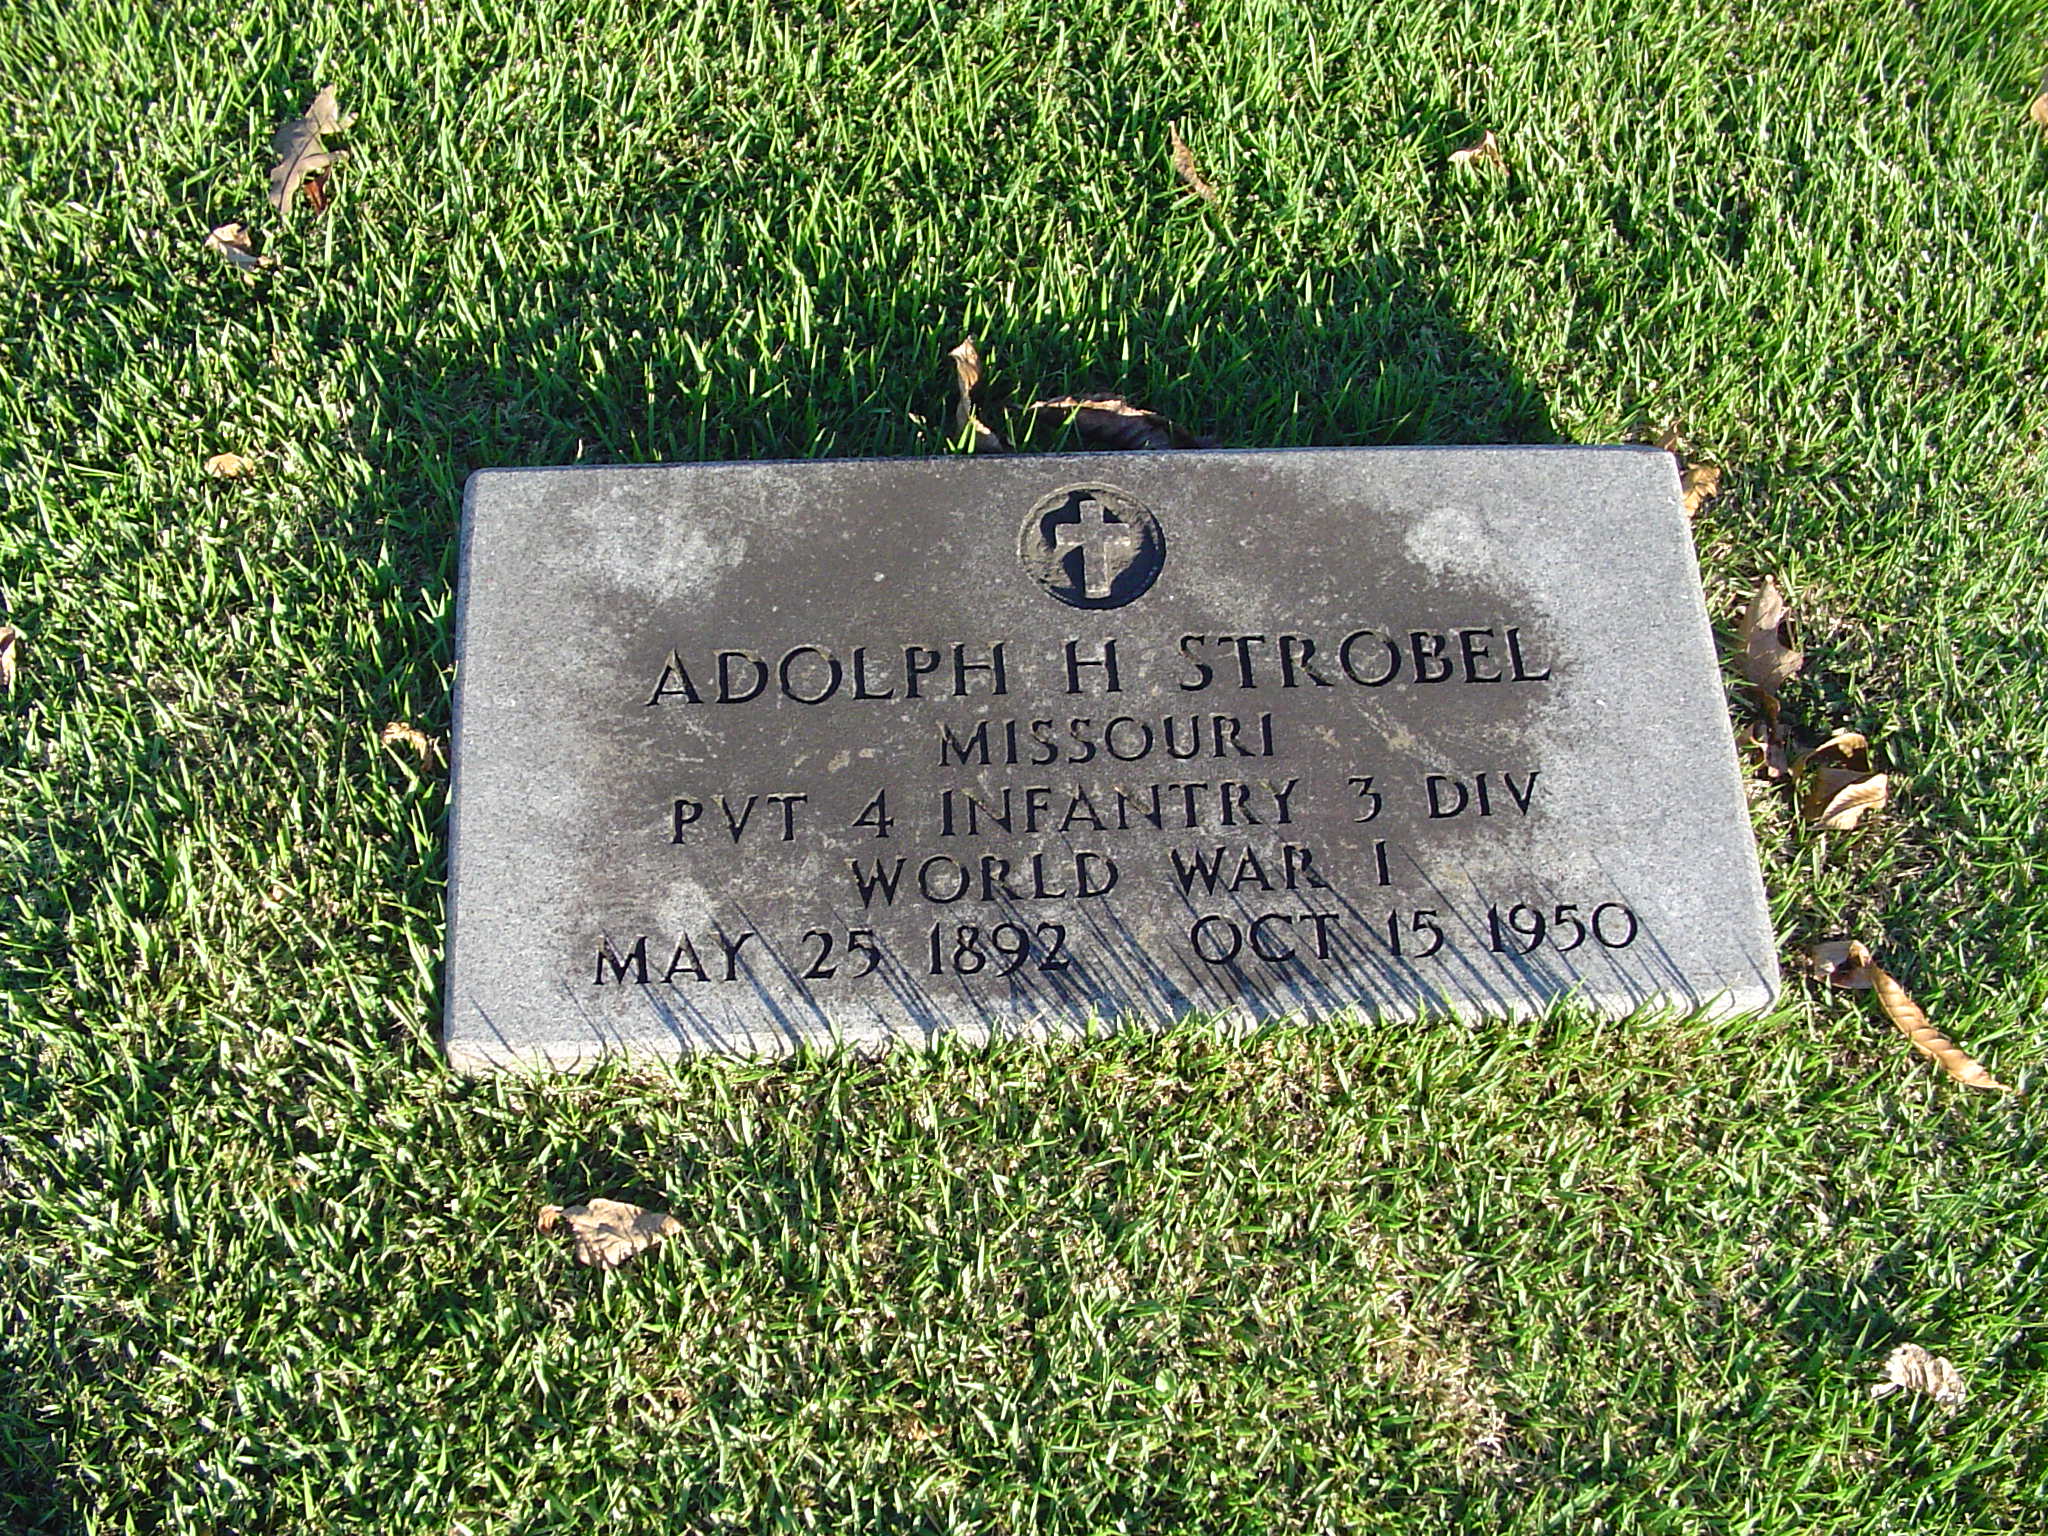 ADOLPH H STROBEL
MISSOURI
PVT 4 INFANTRY 3 DIV
WORLD WAR I
MAY 25 1892 OCT 15 1950